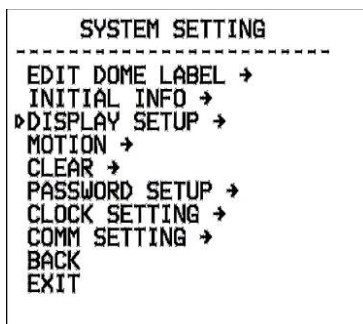 SYSTEM SETTING
EDIT DOME LABEL →
INITIAL INFO →
DISPLAY SETUP →
MOTION →
CLEAR →
PASSWORD SETUP →
CLOCK SETTING →
COMM SETTING →
BACK
EXIT